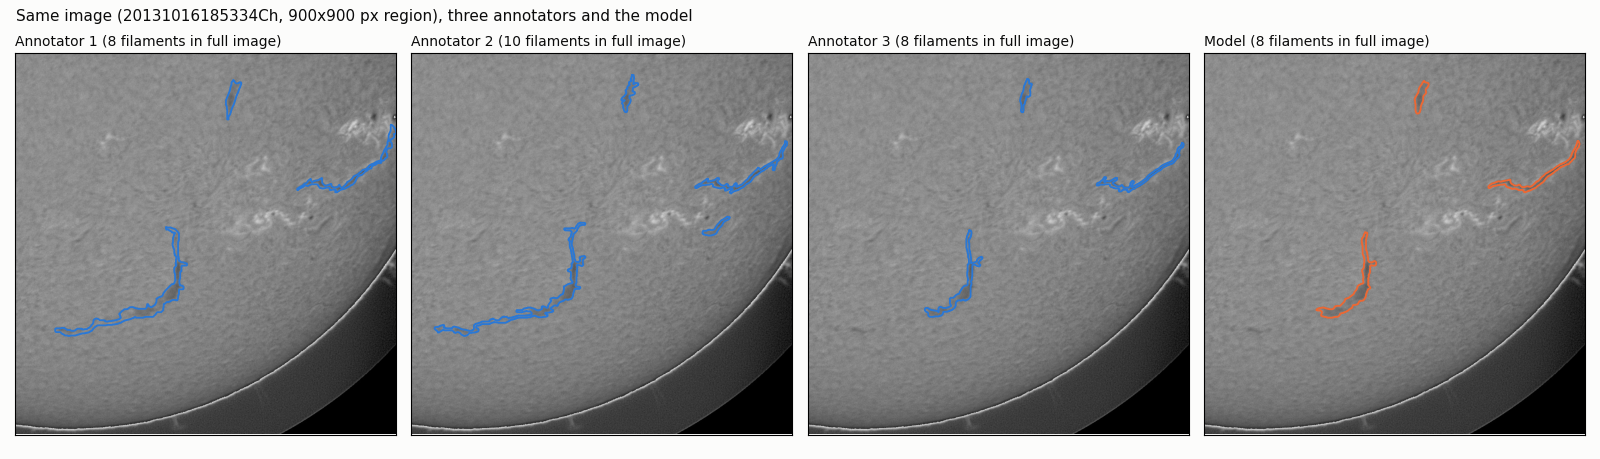 Same image (20131016185334Ch, 900x900 px region), three annotators and the model
Annotator 1 (8 filaments in full image)
Annotator 2 (10 filaments in full image)
Annotator 3 (8 filaments in full image)
Model (8 filaments in full image)